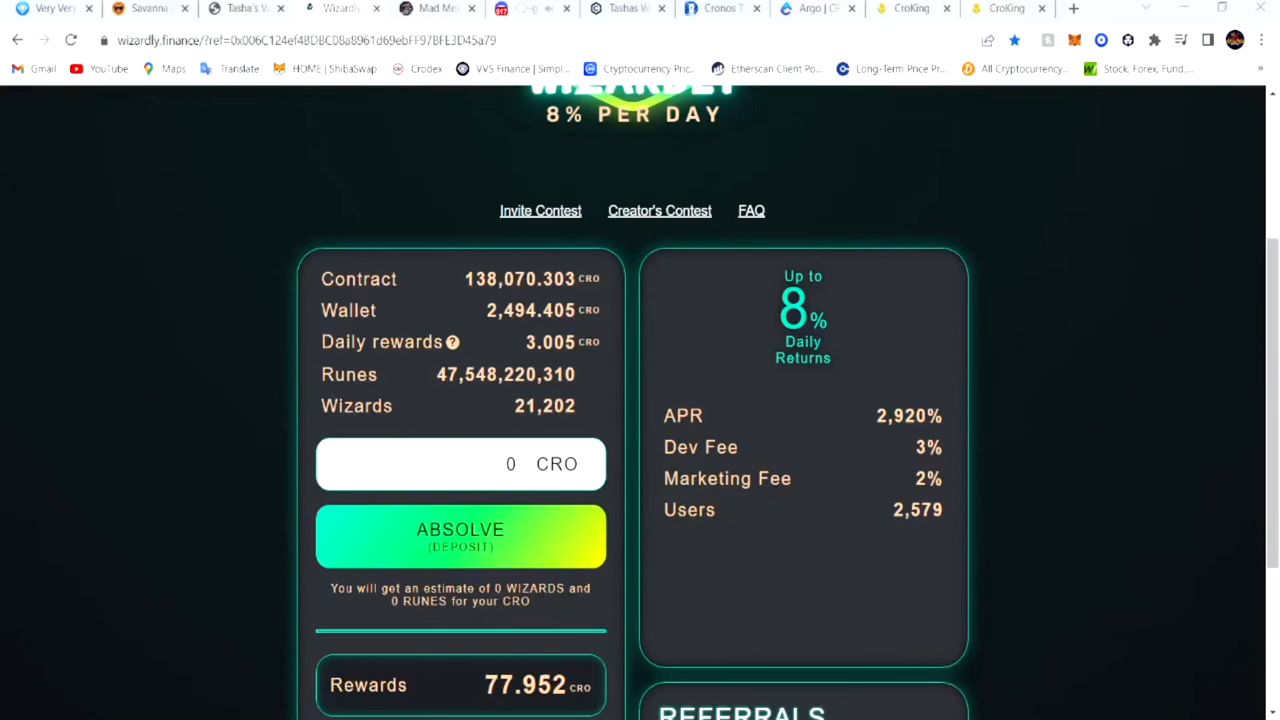 Very Very
Savanna
Tasha's W
Wizardly
Mad Me
Tashas W
Cronos T
Argo | C
CroKing
CroKing
wizardly.finance/?ref=0x006C124ef4BDBC08a8961d69ebFF97BFE3D45a79
Gmail YouTube Maps Translate HOME | ShibaSwap Crodex VVS Finance | Simpl... Cryptocurrency Pric... Etherscan Client Po... Long-Term Price Pr... All Cryptocurrency... Stock, Forex, Fund,...
8% PER DAY
Invite Contest Creator's Contest FAQ
Contract 138,070.303 CRO
Wallet 2,494.405 CRO
Daily rewards ? 3.005 CRO
Runes 47,548,220,310
Wizards 21,202
0 CRO
ABSOLVE
(DEPOSIT)
You will get an estimate of 0 WIZARDS and
0 RUNES for your CRO
Rewards 77.952 CRO
Up to
8%
Daily
Returns
APR 2,920%
Dev Fee 3%
Marketing Fee 2%
Users 2,579
REFERRALS